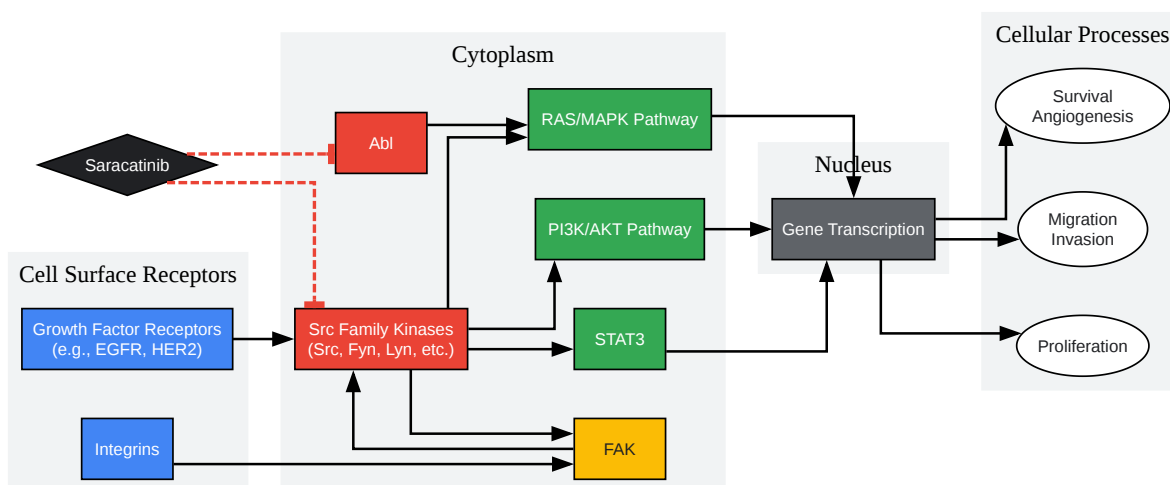 Cellular Processes
Cytoplasm
Survival
Angiogenesis
RAS/MAPK Pathway
Abl
Saracatinib
Nucleus
Migration
Invasion
PI3K/AKT Pathway
Gene Transcription
Cell Surface Receptors
Growth Factor Receptors
(e.g., EGFR, HER2)
Src Family Kinases
(Src, Fyn, Lyn, etc.)
STAT3
Proliferation
Integrins
FAK